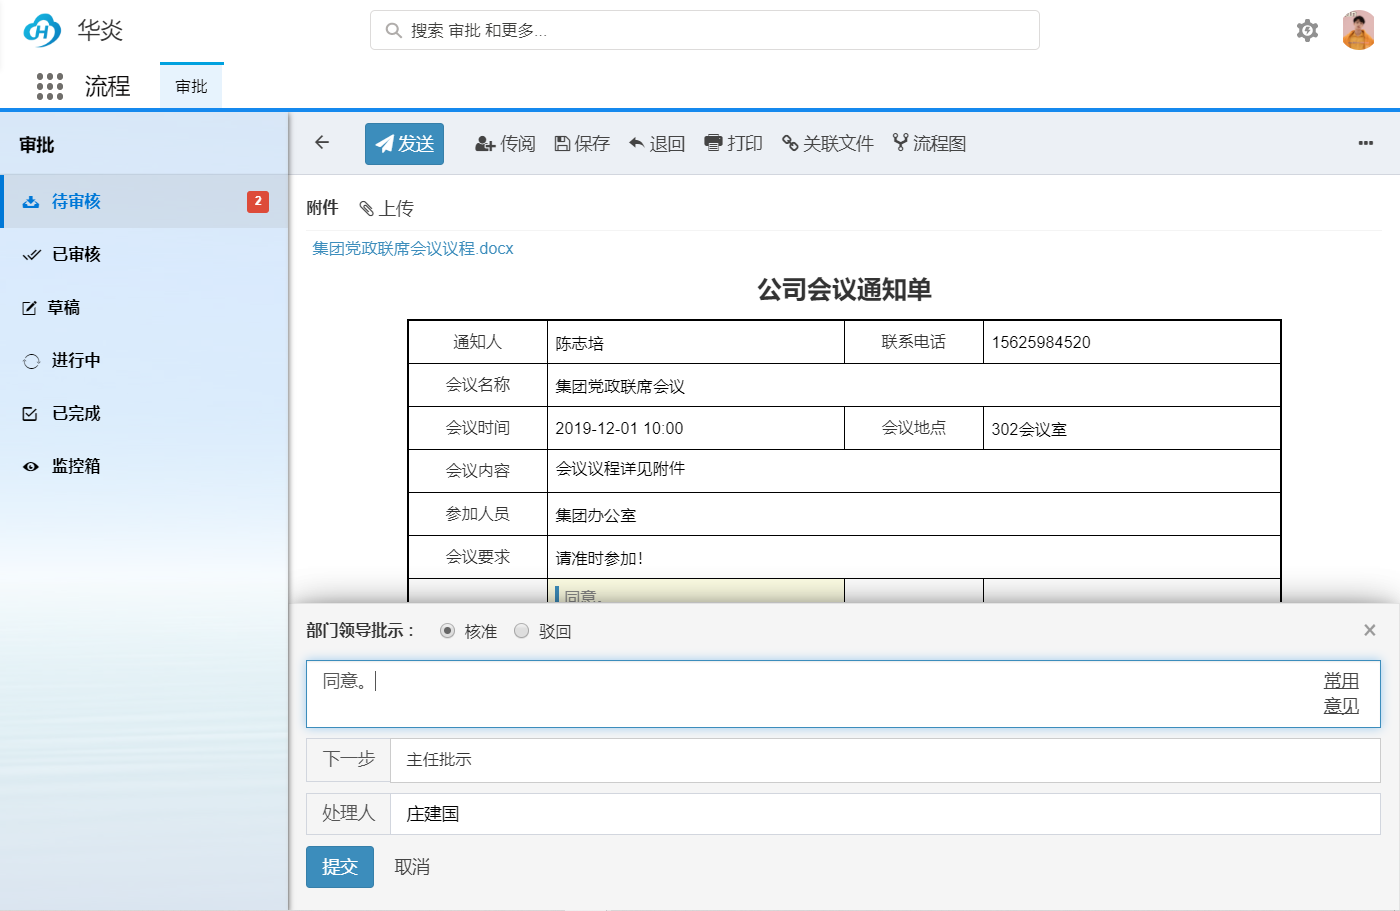 华炎
搜索 审批 和更多...
流程
审批
审批
待审核 2
已审核
草稿
进行中
已完成
监控箱
发送 传阅 保存 退回 打印 关联文件 流程图
附件 上传
集团党政联席会议议程.docx
公司会议通知单
通知人 陈志培 联系电话 15625984520
会议名称 集团党政联席会议
会议时间 2019-12-01 10:00 会议地点 302会议室
会议内容 会议议程详见附件
参加人员 集团办公室
会议要求 请准时参加!
同意。
部门领导批示： 核准 驳回
同意。
常用
意见
下一步 主任批示
处理人 庄建国
提交 取消